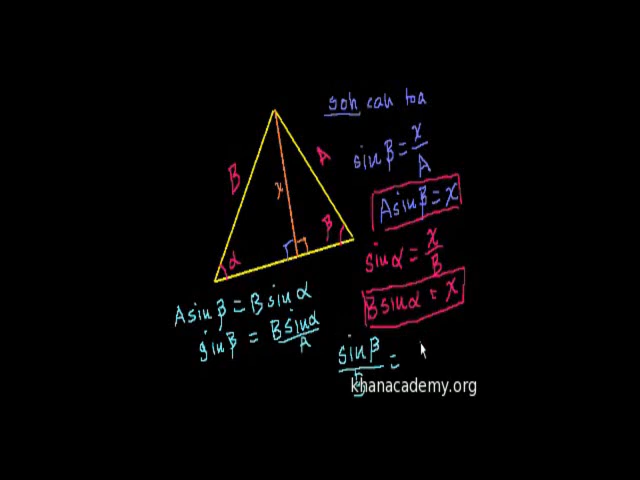 soh cah toa
B
A
x
sin β = x/A
A sin β = x
α
β
sin α = x/B
B sin α = x
A sin β = B sin α
sin β = B sin α/A
sin β/B =
khanacademy.org